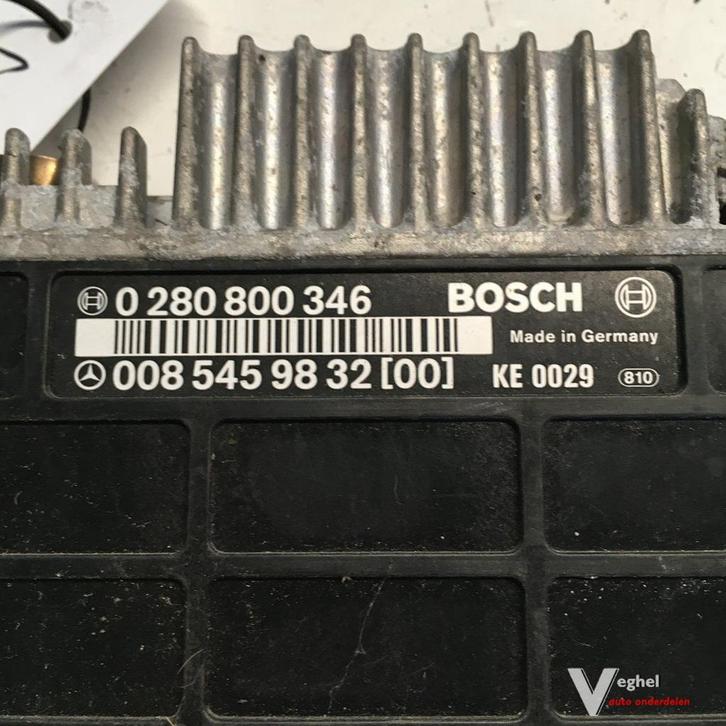 0 280 800 346 BOSCH
Made in Germany
008 545 98 32 [00] KE 0029 810
Veghel
auto onderdelen